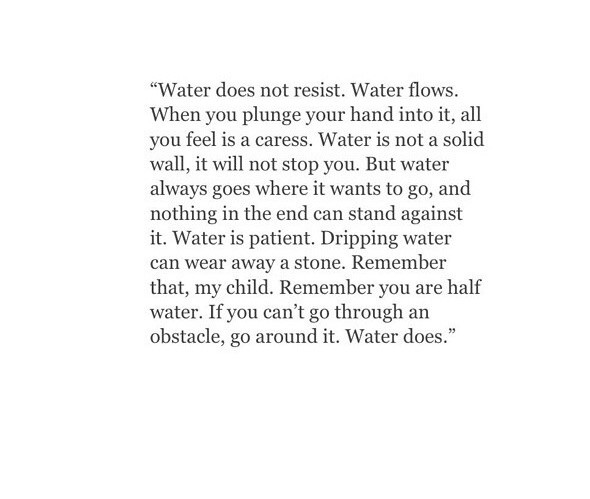 “Water does not resist. Water flows.
When you plunge your hand into it, all
you feel is a caress. Water is not a solid
wall, it will not stop you. But water
always goes where it wants to go, and
nothing in the end can stand against
it. Water is patient. Dripping water
can wear away a stone. Remember
that, my child. Remember you are half
water. If you can’t go through an
obstacle, go around it. Water does.”